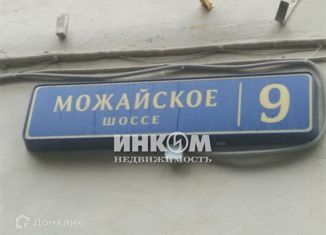 МОЖАЙСКОЕ
ШОССЕ
9
ИНКОМ
НЕДВИЖИМОСТЬ
Домклик